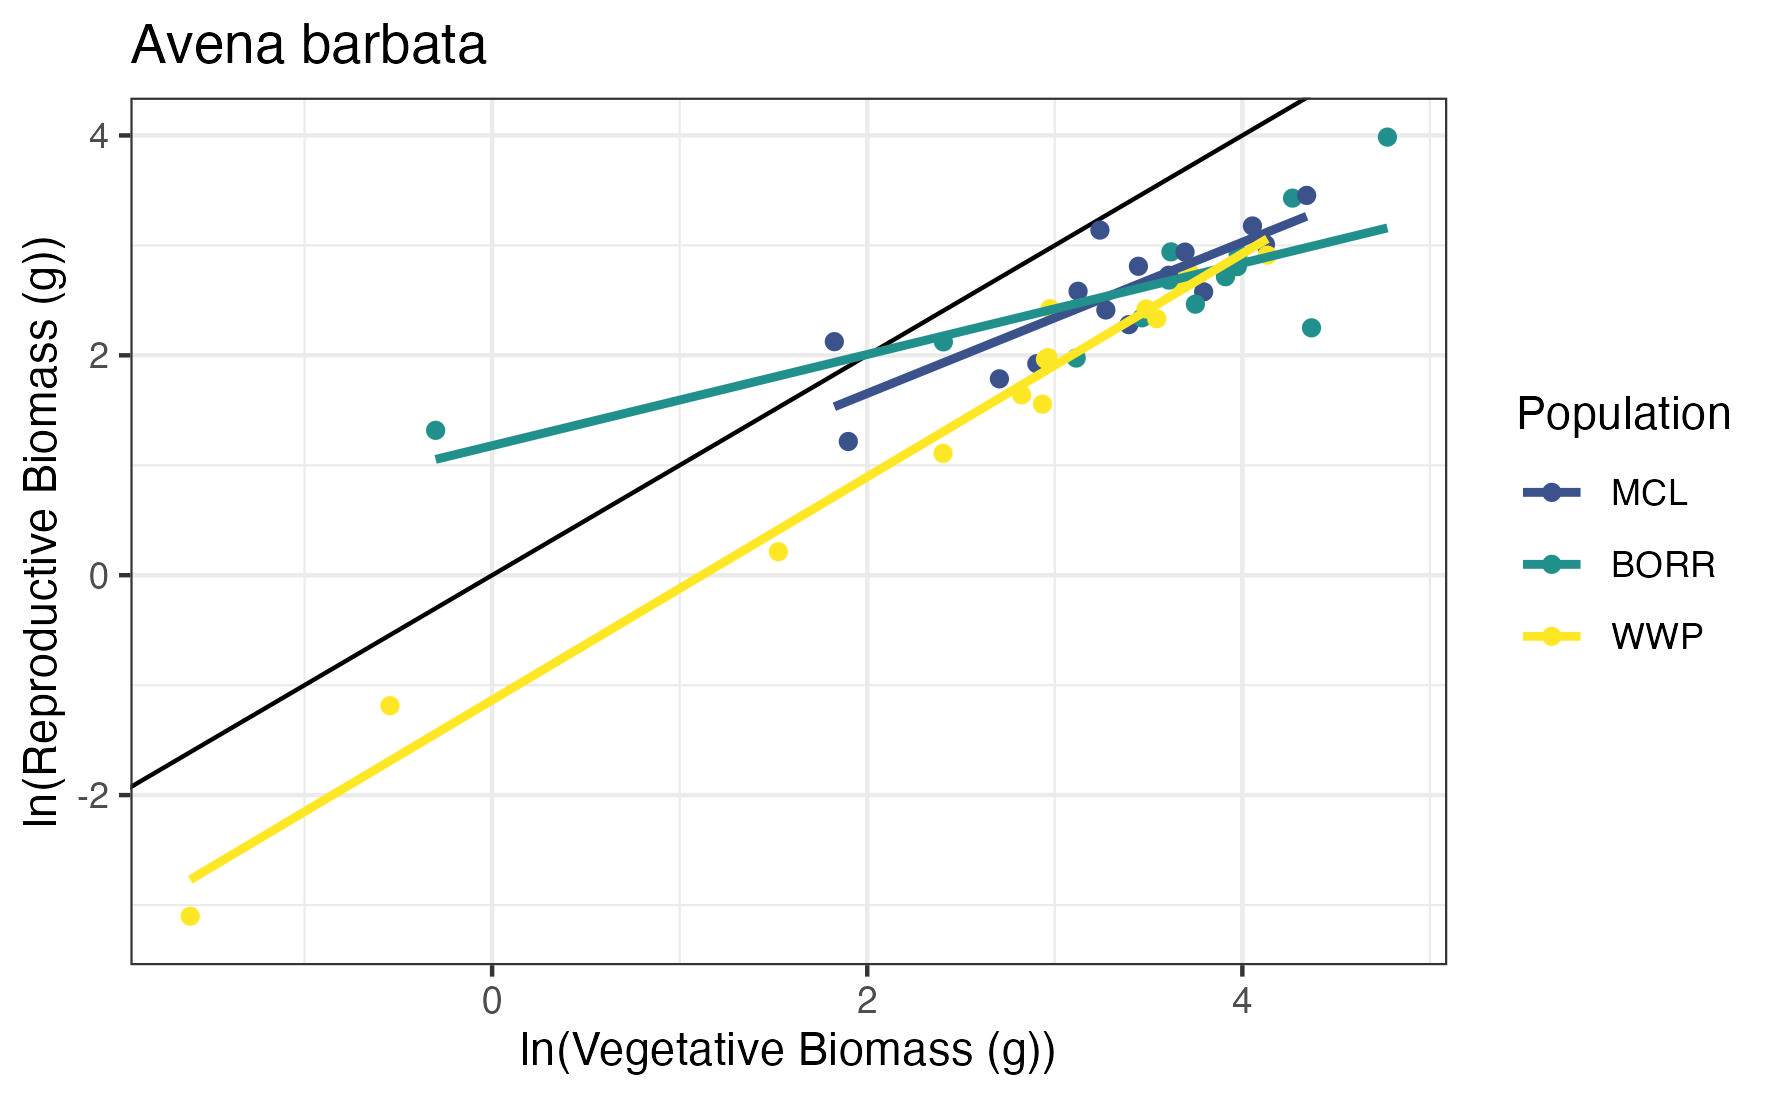 Avena barbata
ln(Reproductive Biomass (g))
4
2
0
-2
0 2 4
ln(Vegetative Biomass (g))
Population
MCL
BORR
WWP